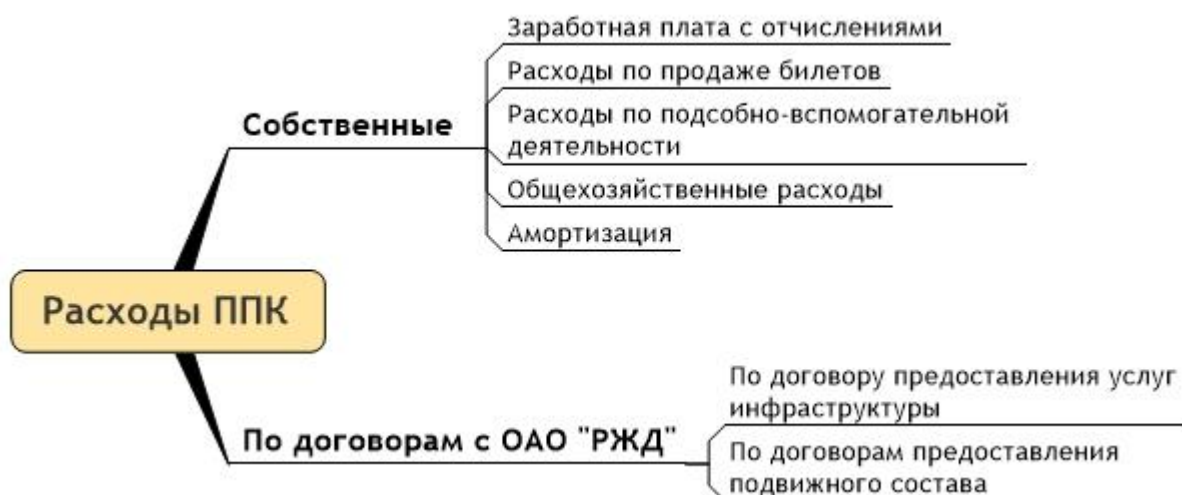 Заработная плата с отчислениями
Расходы по продаже билетов
Собственные
Расходы по подсобно-вспомогательной
деятельности
Общехозяйственные расходы
Амортизация
Расходы ППК
По договору предоставления услуг
инфраструктуры
По договорам с ОАО "РЖД"
По договорам предоставления
подвижного состава